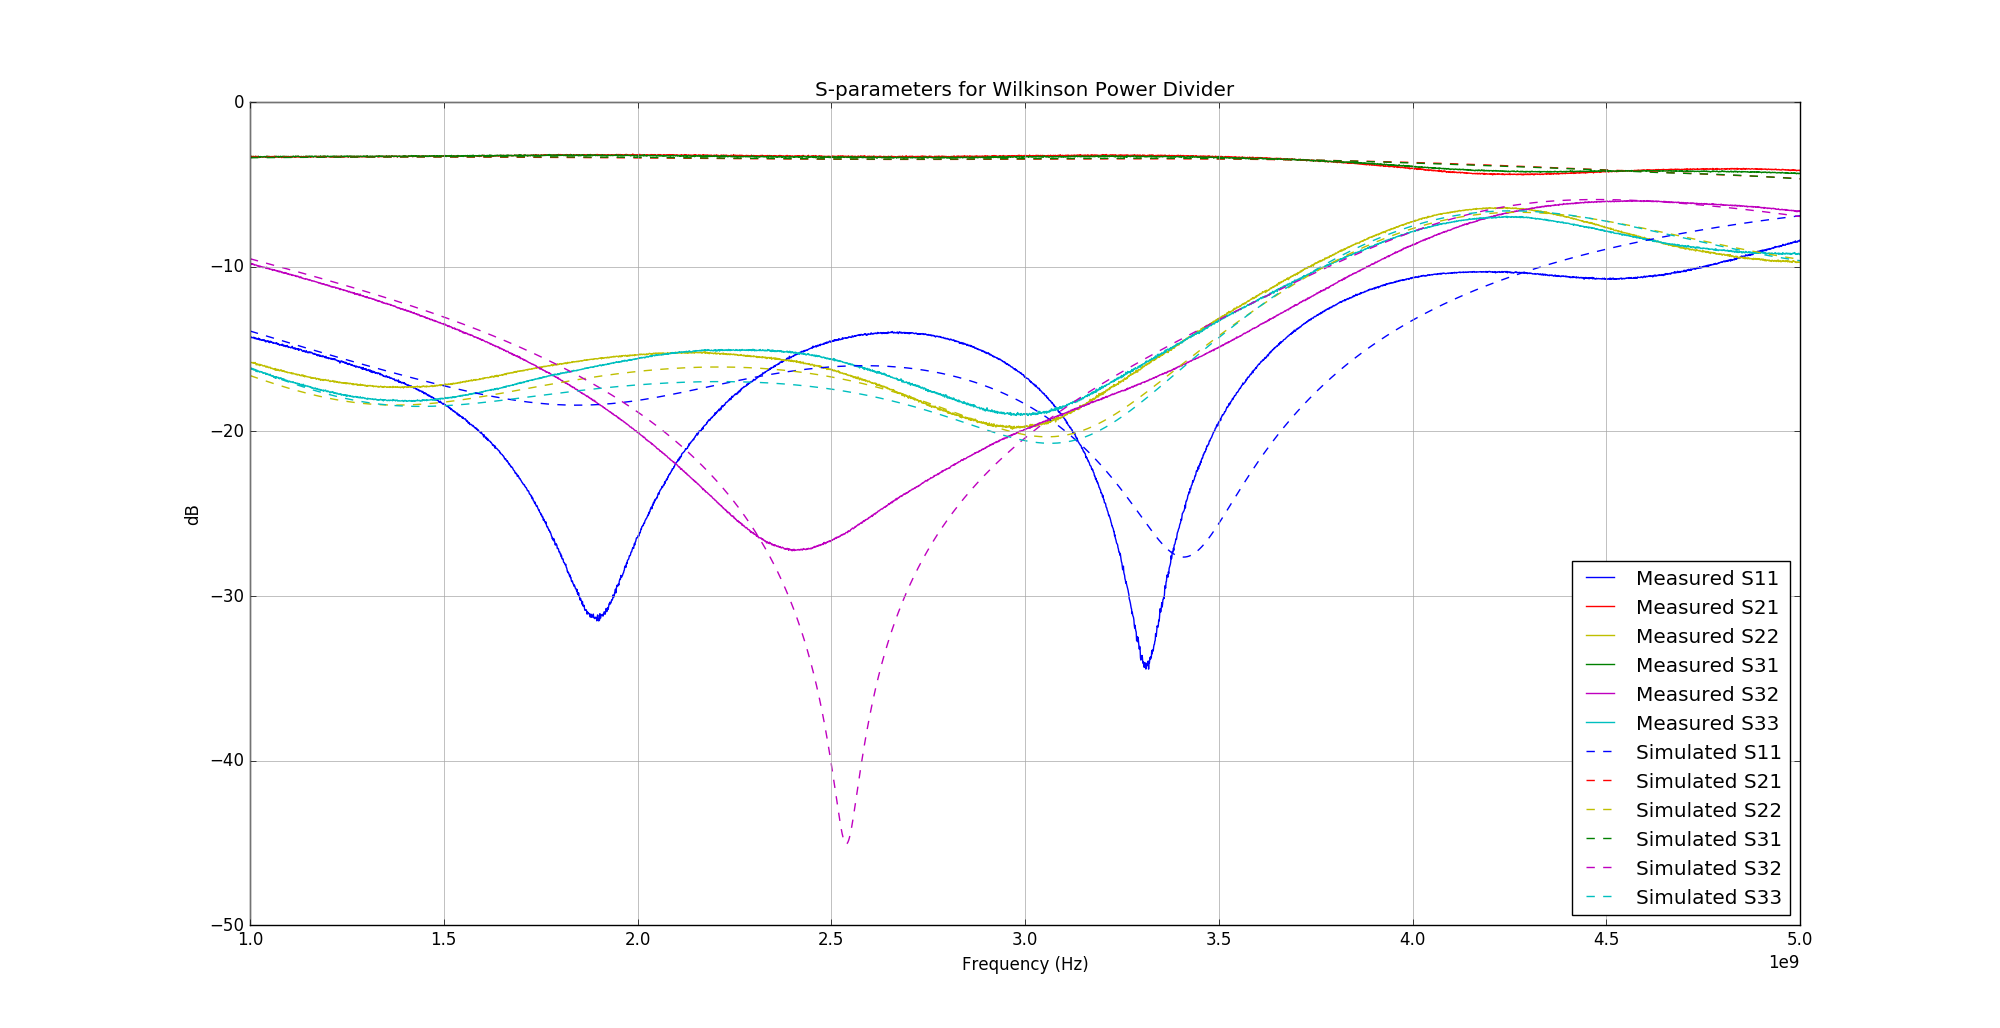 S-parameters for Wilkinson Power Divider
0
−10
−20
−30
−40
−50
dB
1.0 1.5 2.0 2.5 3.0 3.5 4.0 4.5 5.0
1e9
Frequency (Hz)
Measured S11
Measured S21
Measured S22
Measured S31
Measured S32
Measured S33
Simulated S11
Simulated S21
Simulated S22
Simulated S31
Simulated S32
Simulated S33